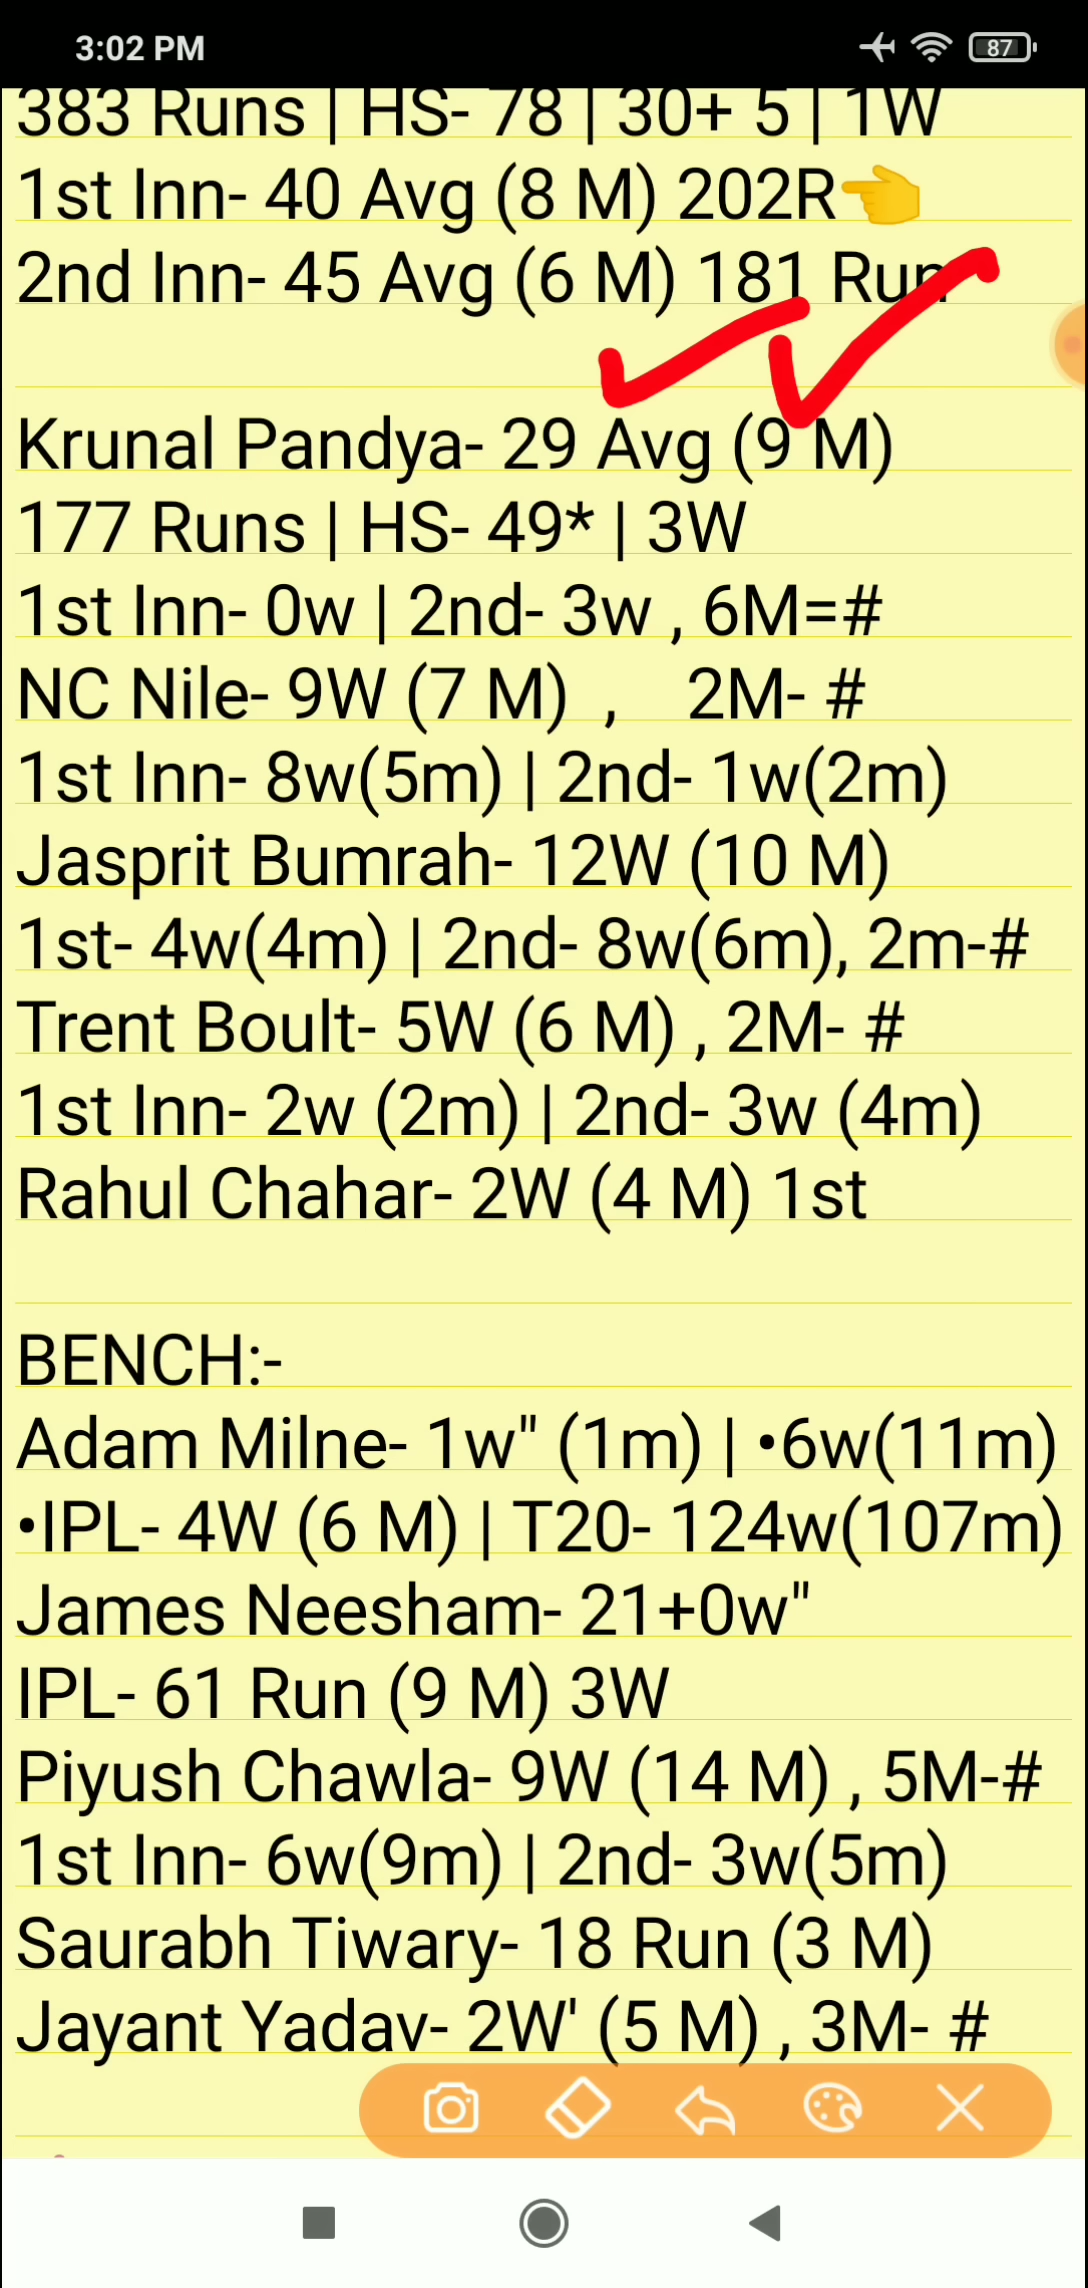 3:02 PM
87
383 Runs | HS- 78 | 30+ 5 | 1W
1st Inn- 40 Avg (8 M) 202R👈
2nd Inn- 45 Avg (6 M) 181 Run
Krunal Pandya- 29 Avg (9 M)
177 Runs | HS- 49* | 3W
1st Inn- 0w | 2nd- 3w , 6M=#
NC Nile- 9W (7 M) , 2M- #
1st Inn- 8w(5m) | 2nd- 1w(2m)
Jasprit Bumrah- 12W (10 M)
1st- 4w(4m) | 2nd- 8w(6m), 2m-#
Trent Boult- 5W (6 M) , 2M- #
1st Inn- 2w (2m) | 2nd- 3w (4m)
Rahul Chahar- 2W (4 M) 1st
BENCH:-
Adam Milne- 1w" (1m) | •6w(11m)
•IPL- 4W (6 M) | T20- 124w(107m)
James Neesham- 21+0w"
IPL- 61 Run (9 M) 3W
Piyush Chawla- 9W (14 M) , 5M-#
1st Inn- 6w(9m) | 2nd- 3w(5m)
Saurabh Tiwary- 18 Run (3 M)
Jayant Yadav- 2W' (5 M) , 3M- #